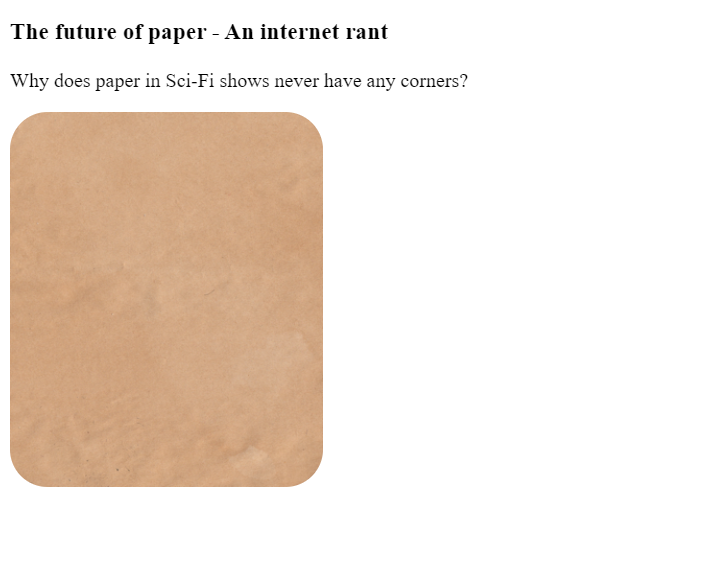 The future of paper - An internet rant
Why does paper in Sci-Fi shows never have any corners?